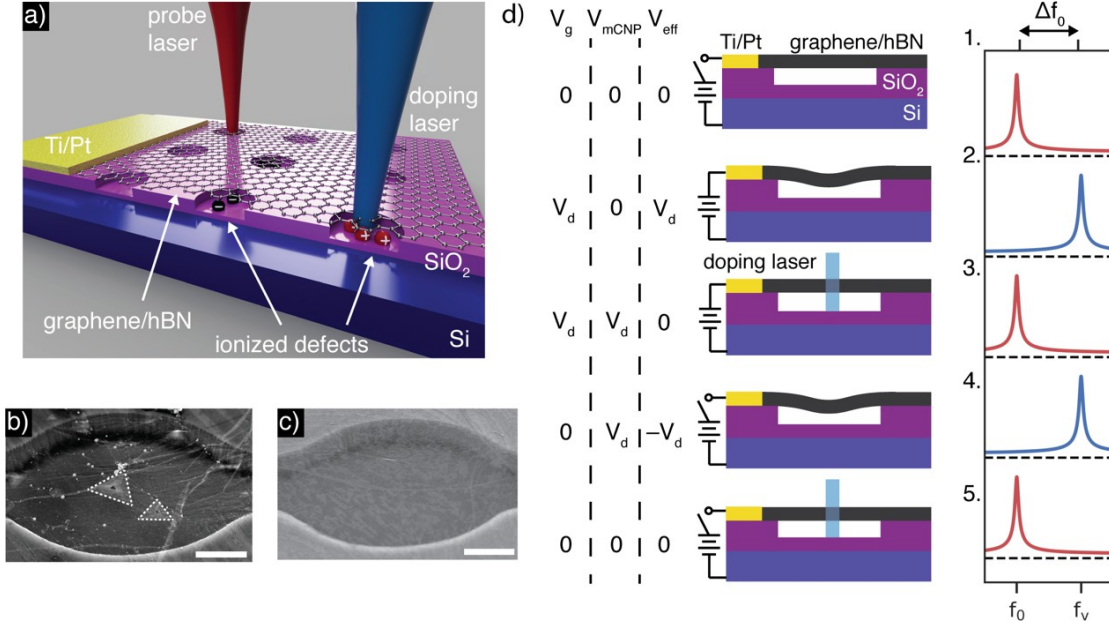 a)
probe
laser
doping
laser
Ti/Pt
SiO2
graphene/hBN
ionized defects
Si
b)
c)
d)
Vg VmCNP Veff
Ti/Pt graphene/hBN
SiO2
Si
0 0 0
Vd 0 Vd
doping laser
Vd Vd 0
0 Vd −Vd
0 0 0
Δf0
1.
2.
3.
4.
5.
f0 fv